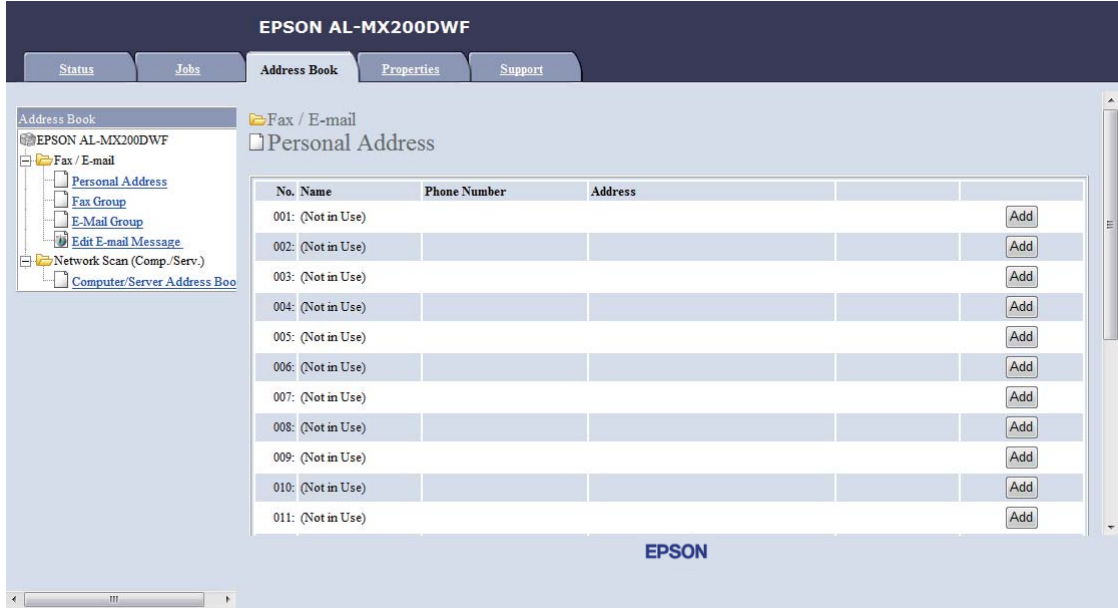 EPSON AL-MX200DWF
Status Jobs Address Book Properties Support
Address Book
EPSON AL-MX200DWF
Fax / E-mail
Personal Address
Fax Group
E-Mail Group
Edit E-mail Message
Network Scan (Comp./Serv.)
Computer/Server Address Boo
Fax / E-mail
Personal Address
No. Name Phone Number Address
001: (Not in Use) Add
002: (Not in Use) Add
003: (Not in Use) Add
004: (Not in Use) Add
005: (Not in Use) Add
006: (Not in Use) Add
007: (Not in Use) Add
008: (Not in Use) Add
009: (Not in Use) Add
010: (Not in Use) Add
011: (Not in Use) Add
EPSON